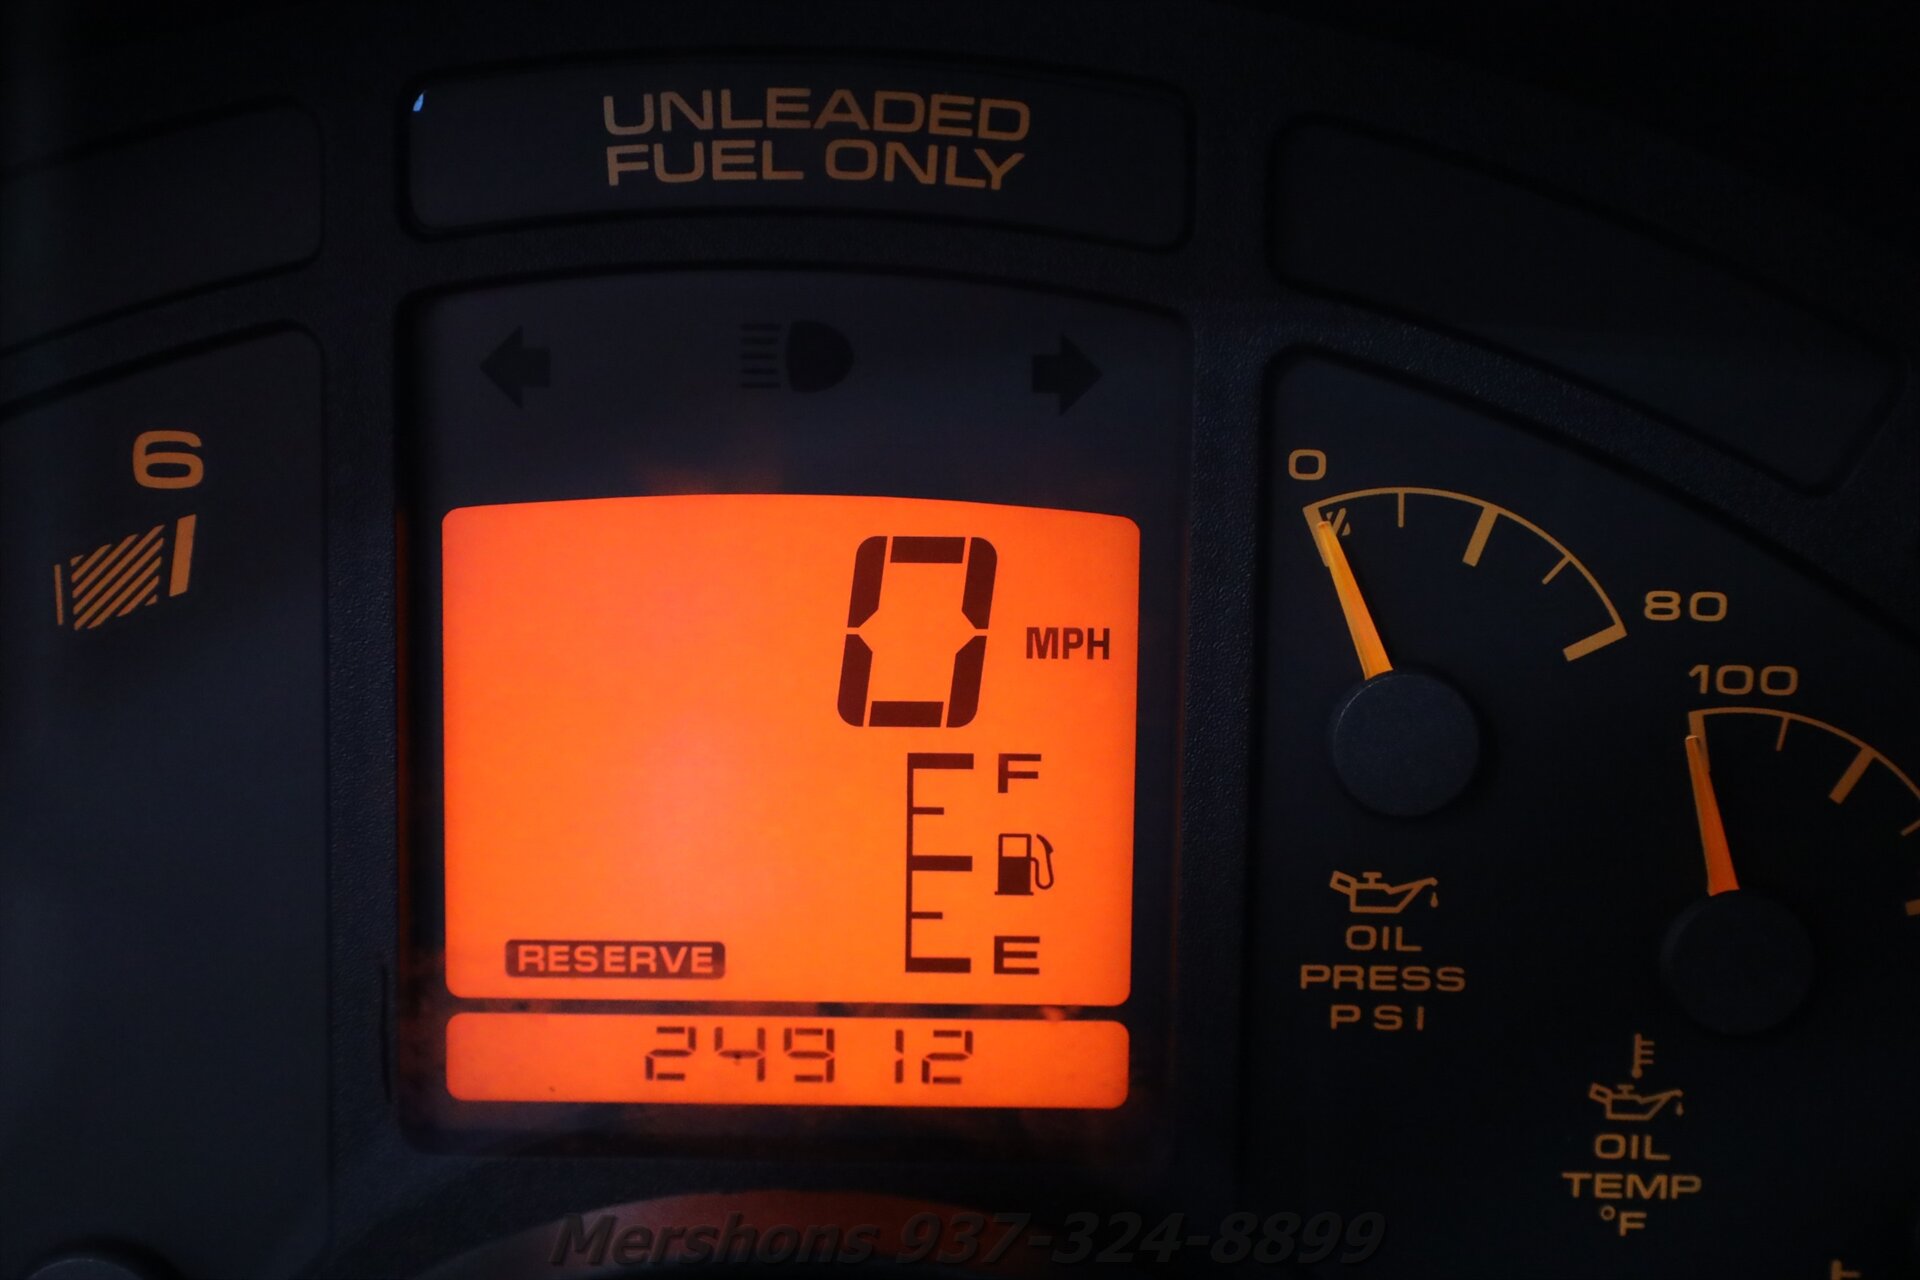 UNLEADED
FUEL ONLY
6
0
80
MPH
100
F
E
RESERVE
OIL
PRESS
PSI
24912
OIL
TEMP
°F
Mershons 937-324-8899